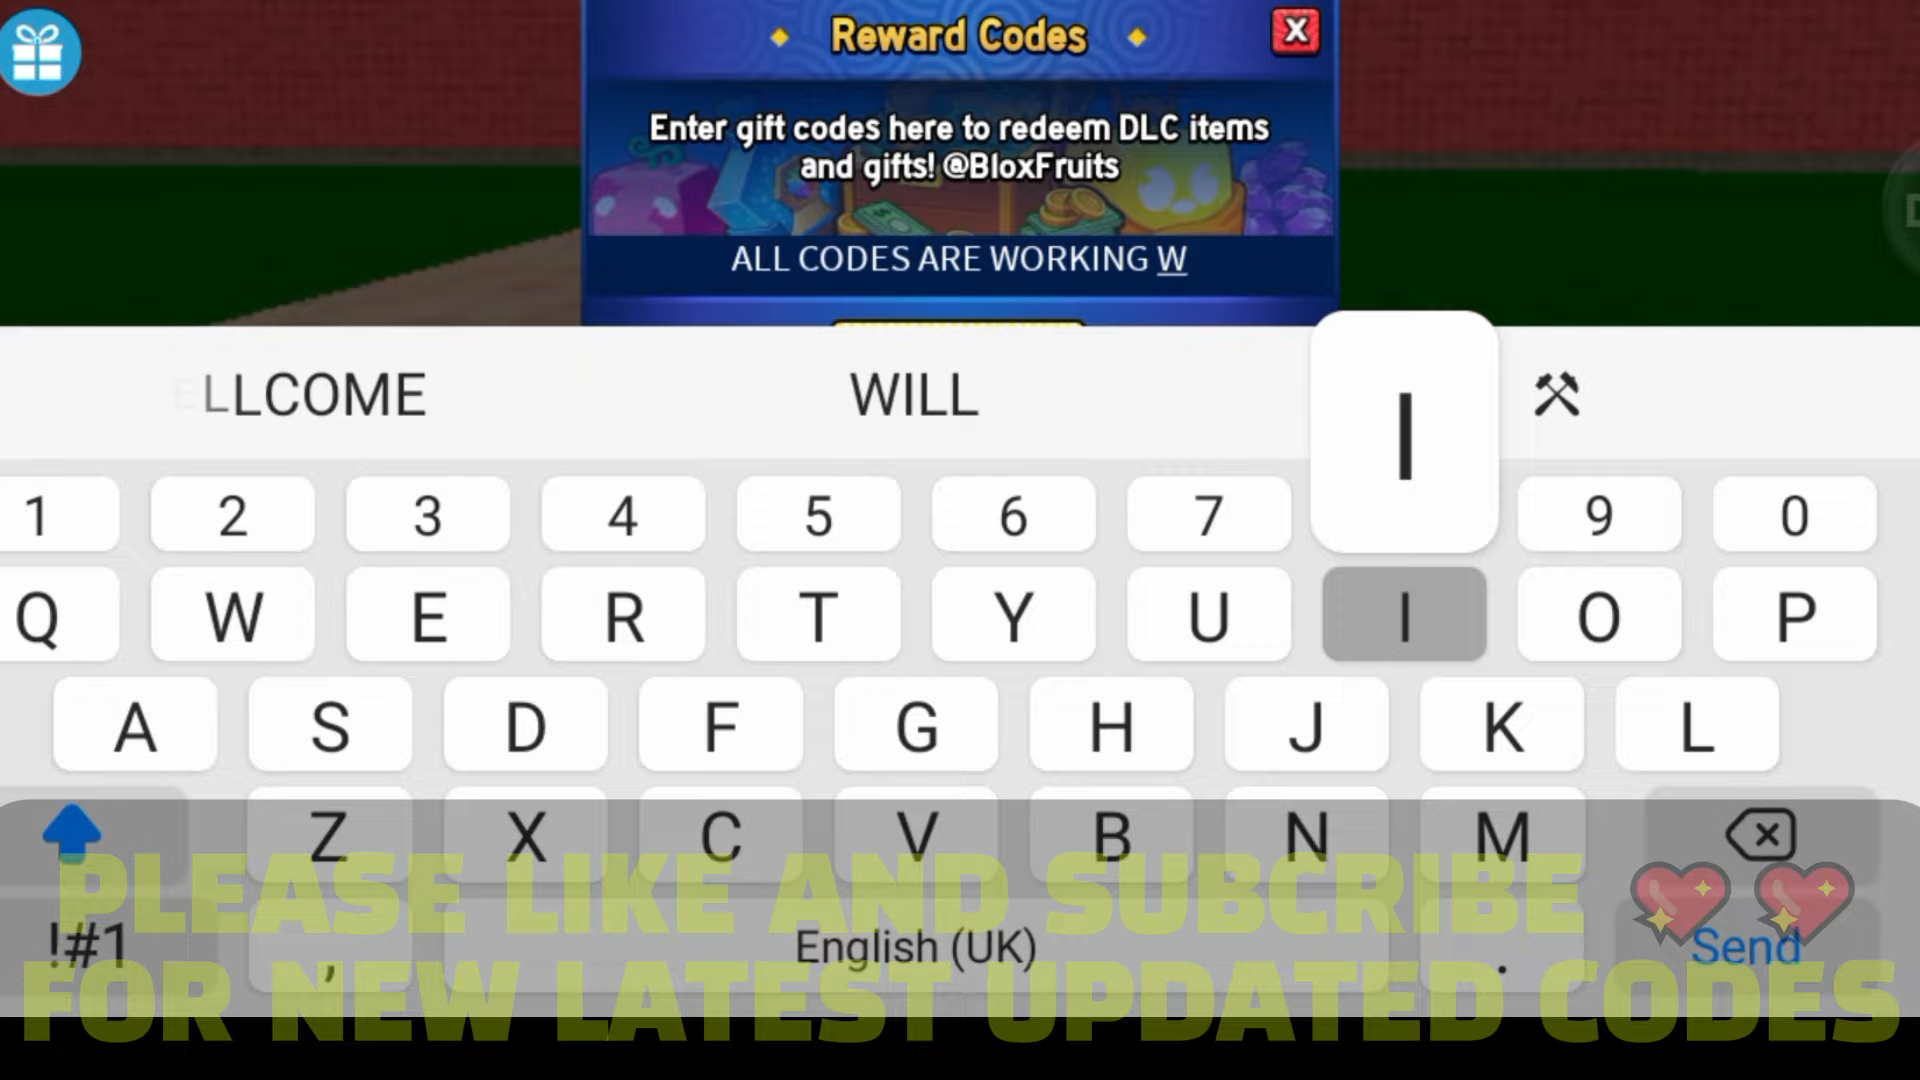 Reward Codes
X
Enter gift codes here to redeem DLC items
and gifts! @BloxFruits
ALL CODES ARE WORKING W
LLCOME WILL
I
1 2 3 4 5 6 7 9 0
Q W E R T Y U I O P
A S D F G H J K L
Z X C V B N M
PLEASE LIKE AND SUBCRIBE
!#1 , English (UK) . Send
FOR NEW LATEST UPDATED CODES